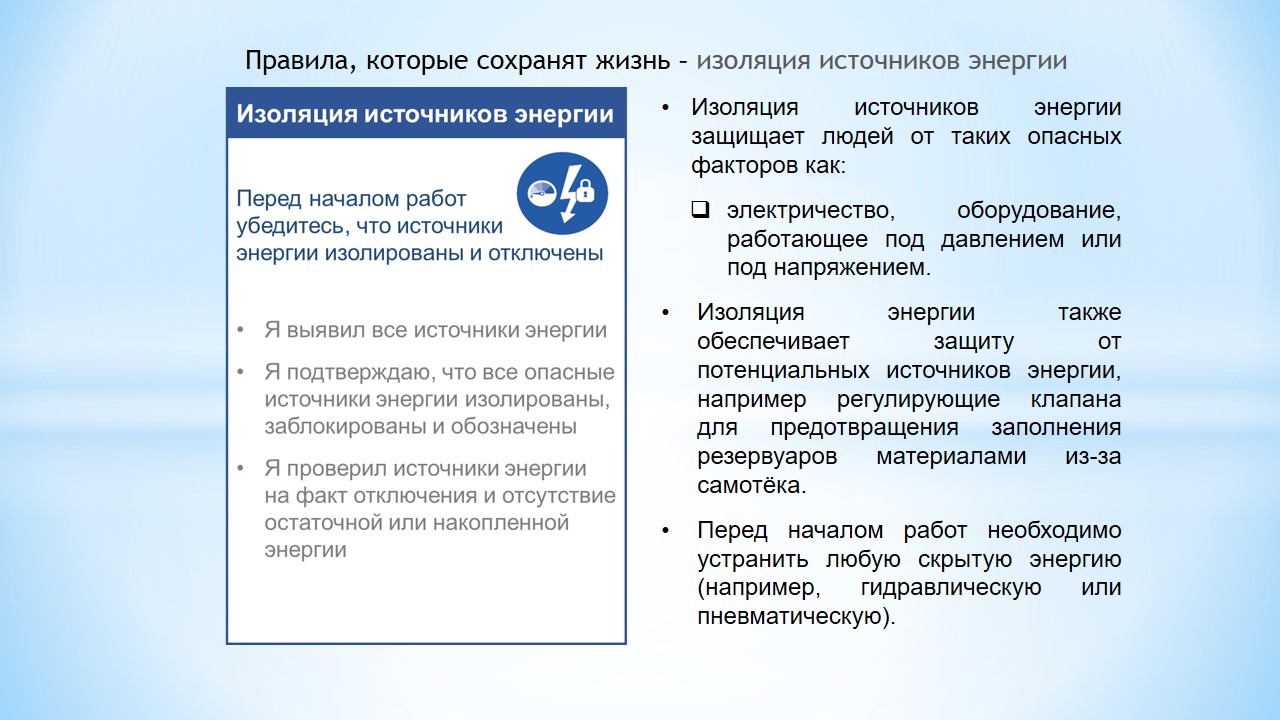 Правила, которые сохранят жизнь - изоляция источников энергии
Изоляция источников энергии
Перед началом работ
убедитесь, что источники
энергии изолированы и отключены
• Я выявил все источники энергии
• Я подтверждаю, что все опасные
источники энергии изолированы,
заблокированы и обозначены
• Я проверил источники энергии
на факт отключения и отсутствие
остаточной или накопленной
энергии
• Изоляция источников энергии
защищает людей от таких опасных
факторов как:
❑ электричество, оборудование,
работающее под давлением или
под напряжением.
• Изоляция энергии также
обеспечивает защиту от
потенциальных источников энергии,
например регулирующие клапана
для предотвращения заполнения
резервуаров материалами из-за
самотёка.
• Перед началом работ необходимо
устранить любую скрытую энергию
(например, гидравлическую или
пневматическую).